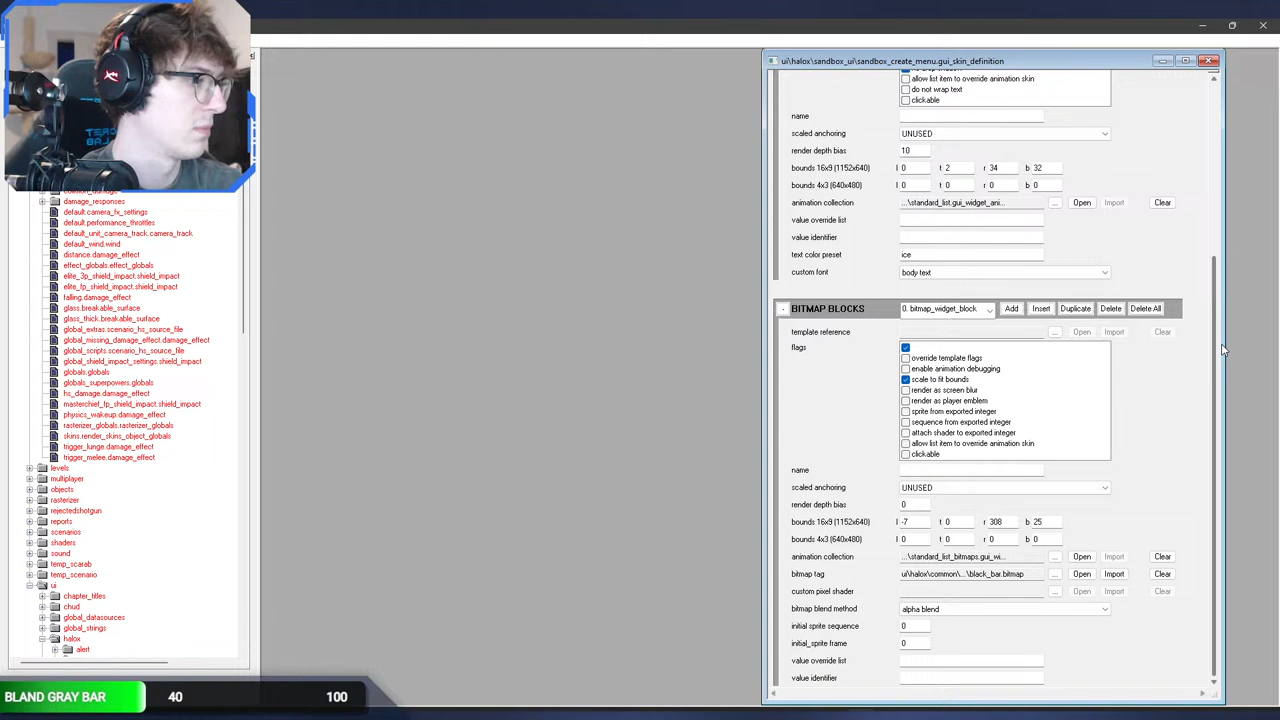 ui\halox\sandbox_ui\sandbox_create_menu.gui_skin_definition
allow list item to override animation skin
do not wrap text
clickable
name
scaled anchoring UNUSED
render depth bias 10
bounds 16x9 (1152x640) l 0 t 2 r 34 b 32
bounds 4x3 (640x480) l 0 t 0 r 0 b 0
animation collection ...\standard_list.gui_widget_ani... ... Open Import Clear
value override list
value identifier
text color preset ice
custom font body text
- BITMAP BLOCKS 0. bitmap_widget_block Add Insert Duplicate Delete Delete All
template reference ... Open Import Clear
flags
override template flags
enable animation debugging
scale to fit bounds
render as screen blur
render as player emblem
sprite from exported integer
sequence from exported integer
attach shader to exported integer
allow list item to override animation skin
clickable
name
scaled anchoring UNUSED
render depth bias 0
bounds 16x9 (1152x640) l -7 t 0 r 308 b 25
bounds 4x3 (640x480) l 0 t 0 r 0 b 0
animation collection ...\standard_list_bitmaps.gui_wi... ... Open Import Clear
bitmap tag ui\halox\common\...\black_bar.bitmap ... Open Import Clear
custom pixel shader ... Open Import Clear
bitmap blend method alpha blend
initial sprite sequence 0
initial_sprite frame 0
value override list
value identifier
damage_responses
default.camera_fx_settings
default.performance_throttles
default_unit_camera_track.camera_track
default_wind.wind
distance.damage_effect
effect_globals.effect_globals
elite_3p_shield_impact.shield_impact
elite_fp_shield_impact.shield_impact
falling.damage_effect
glass.breakable_surface
glass_thick.breakable_surface
global_extras.scenario_hs_source_file
global_missing_damage_effect.damage_effect
global_scripts.scenario_hs_source_file
global_shield_impact_settings.shield_impact
globals.globals
globals_superpowers.globals
hs_damage.damage_effect
masterchief_fp_shield_impact.shield_impact
physics_wakeup.damage_effect
rasterizer_globals.rasterizer_globals
skins.render_skins_object_globals
trigger_lunge.damage_effect
trigger_melee.damage_effect
levels
multiplayer
objects
rasterizer
rejectedshotgun
reports
scenarios
shaders
sound
temp_scarab
temp_scenario
ui
chapter_titles
chud
global_datasources
global_strings
halox
alert
BLAND GRAY BAR 40 100